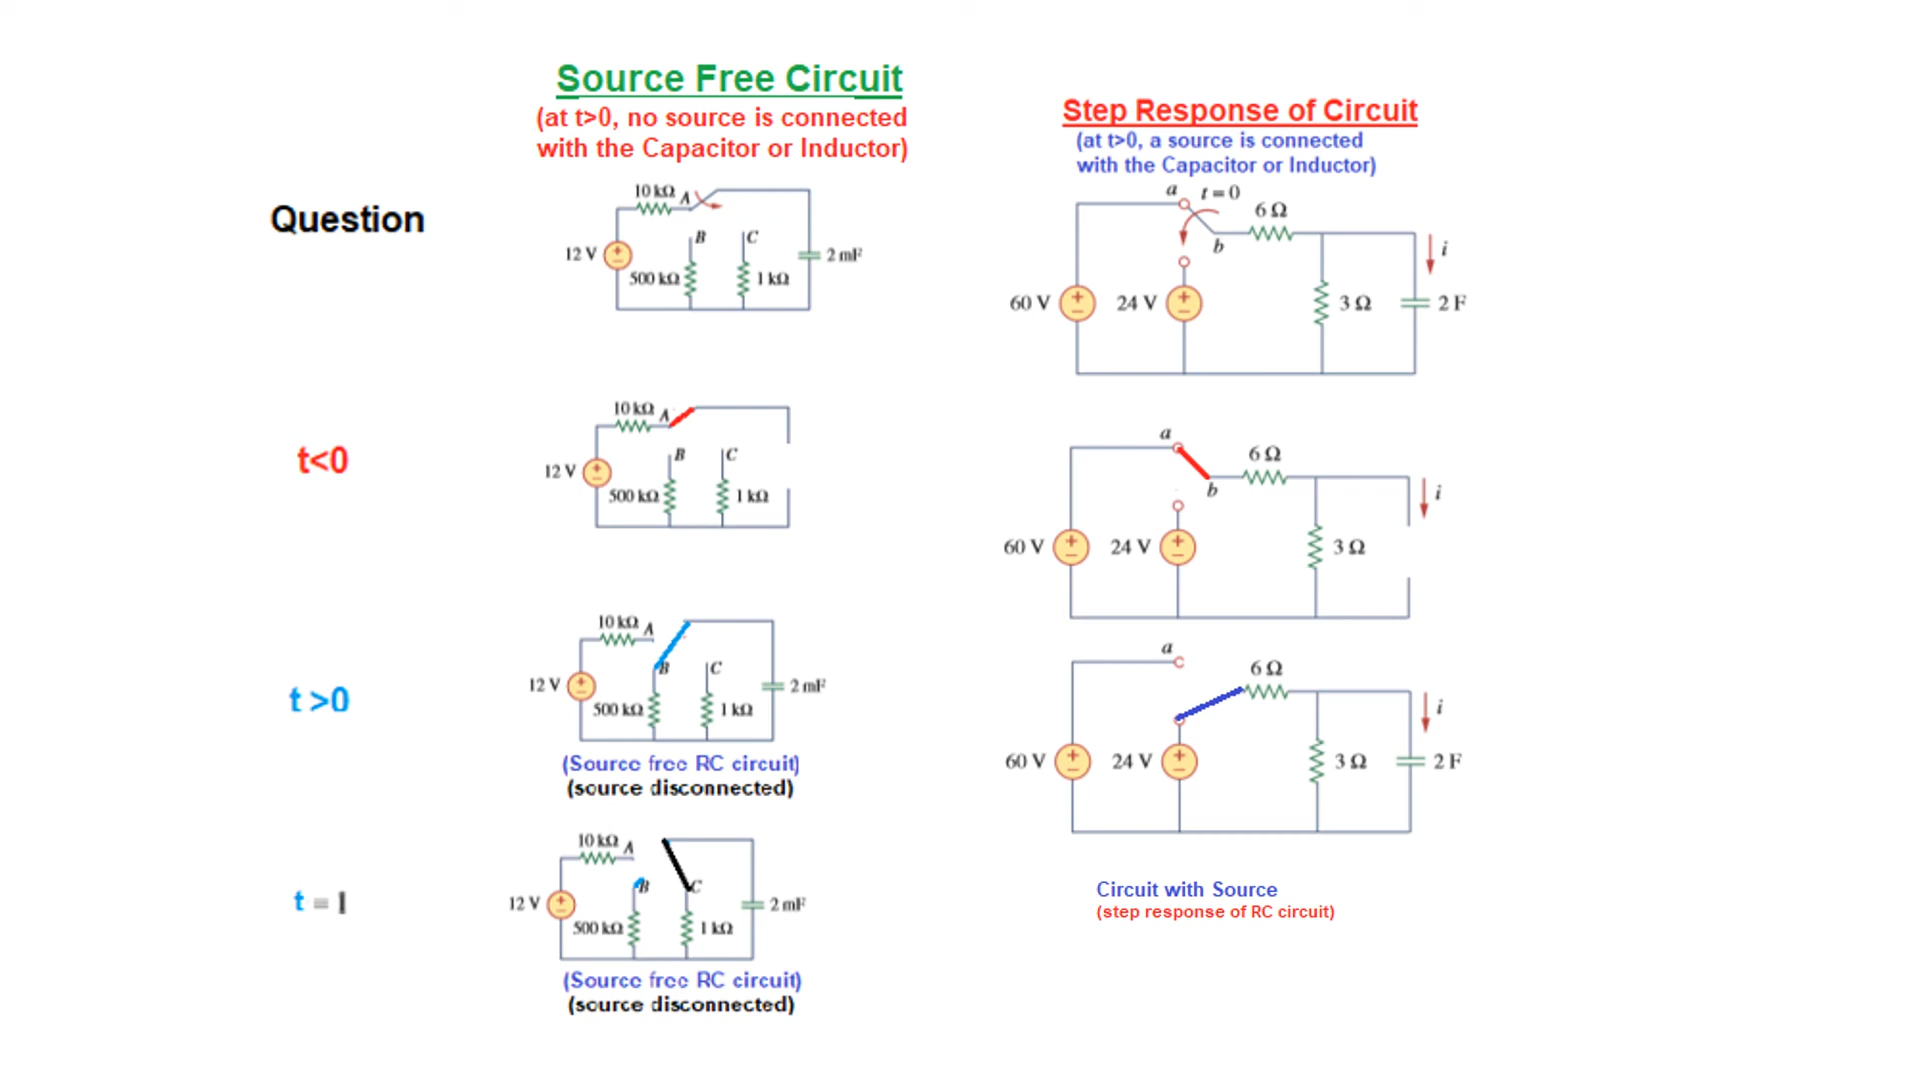 Source Free Circuit
(at t>0, no source is connected
with the Capacitor or Inductor)
Step Response of Circuit
(at t>0, a source is connected
with the Capacitor or Inductor)
Question
10 kΩ
A
B
C
12 V
500 kΩ
1 kΩ
2 mF
a
t = 0
6 Ω
b
i
60 V
24 V
3 Ω
2 F
t<0
10 kΩ
A
B
C
12 V
500 kΩ
1 kΩ
a
6 Ω
b
i
60 V
24 V
3 Ω
t >0
10 kΩ
A
B
C
12 V
500 kΩ
1 kΩ
2 mF
(Source free RC circuit)
(source disconnected)
a
6 Ω
i
60 V
24 V
3 Ω
2 F
t = 1
10 kΩ
A
B
C
12 V
500 kΩ
1 kΩ
2 mF
(Source free RC circuit)
(source disconnected)
Circuit with Source
(step response of RC circuit)